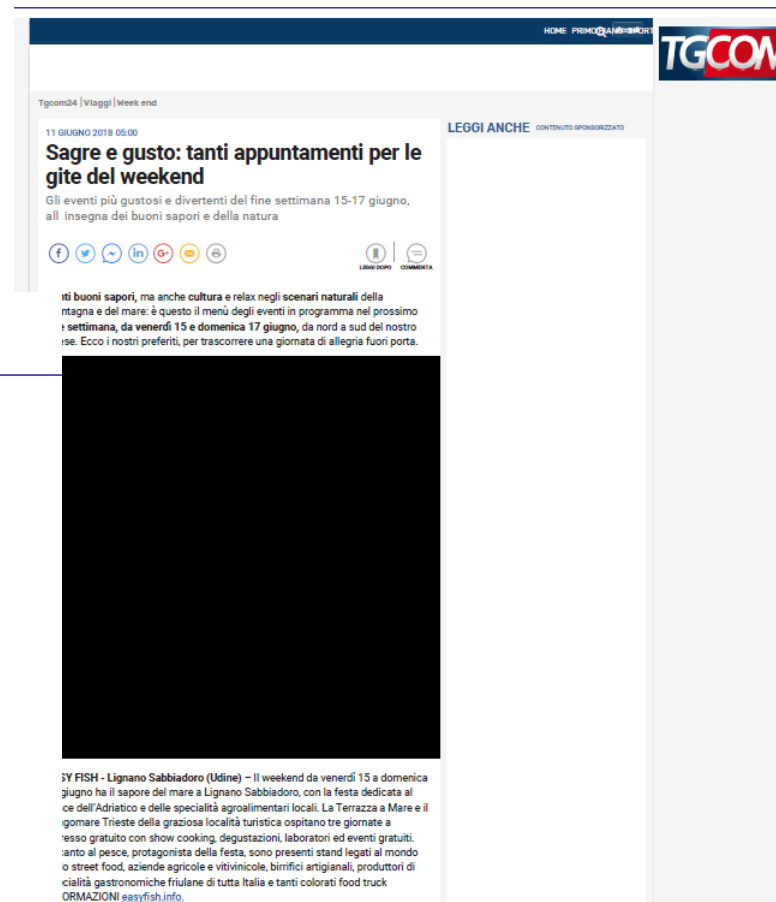 HOME PRIMO
TGCOM
Tgcom24 | Viaggi | Week end
11 GIUGNO 2018 05:00
Sagre e gusto: tanti appuntamenti per le
gite del weekend
Gli eventi più gustosi e divertenti del fine settimana 15-17 giugno,
all insegna dei buoni sapori e della natura
LEGGI DOPO COMMENTA
LEGGI ANCHE CONTENUTO SPONSORIZZATO
buoni sapori, ma anche cultura e relax negli scenari naturali della
e del mare: è questo il menù degli eventi in programma nel prossimo
settimana, da venerdì 15 e domenica 17 giugno, da nord a sud del nostro
Ecco i nostri preferiti, per trascorrere una giornata di allegria fuori porta.
FISH - Lignano Sabbiadoro (Udine) – Il weekend da venerdì 15 a domenica
giugno ha il sapore del mare a Lignano Sabbiadoro, con la festa dedicata al
dell'Adriatico e delle specialità agroalimentari locali. La Terrazza a Mare e il
Trieste della graziosa località turistica ospitano tre giornate a
gratuito con show cooking, degustazioni, laboratori ed eventi gratuiti.
al pesce, protagonista della festa, sono presenti stand legati al mondo
street food, aziende agricole e vitivinicole, birrifici artigianali, produttori di
gastronomiche friulane di tutta Italia e tanti colorati food truck
easyfish.info.